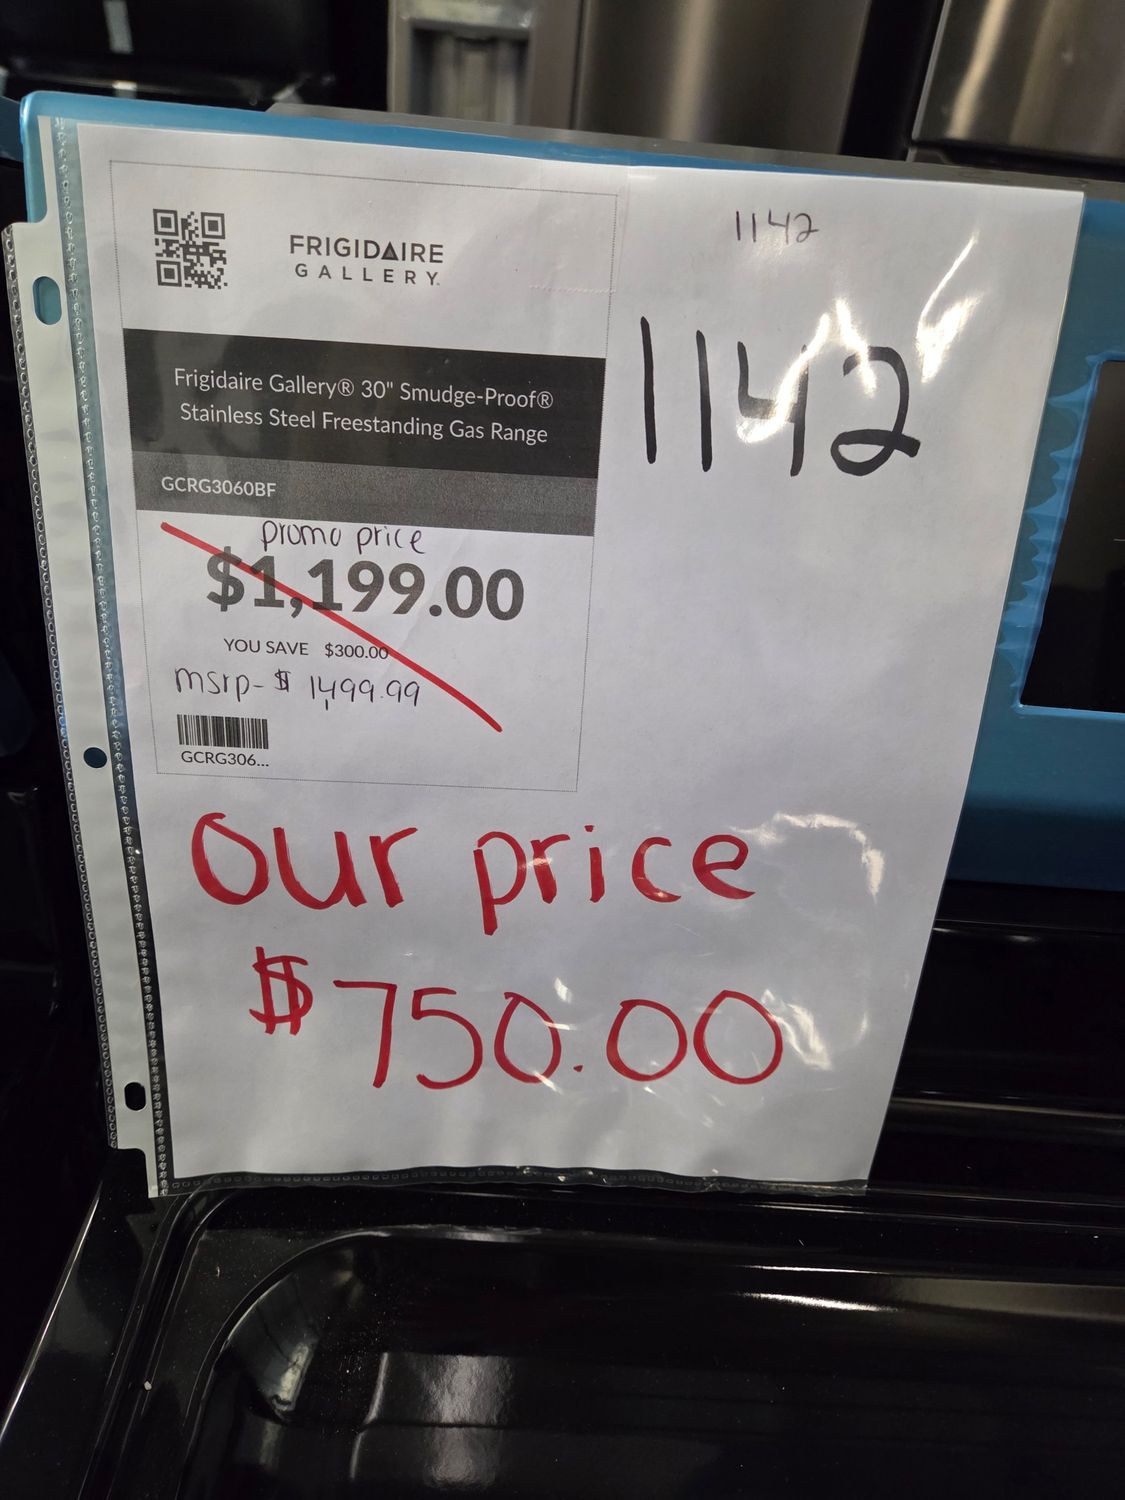 FRIGIDAIRE
GALLERY
1142
1142
Frigidaire Gallery® 30" Smudge-Proof®
Stainless Steel Freestanding Gas Range
GCRG3060BF
promo price
$1,199.00
YOU SAVE $300.00
msrp- $ 1499.99
GCRG306...
our price
$750.00